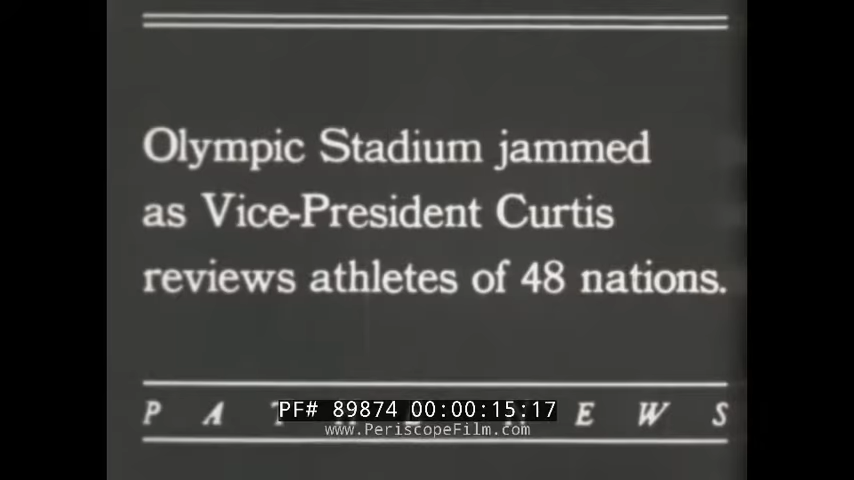 Olympic Stadium jammed
as Vice-President Curtis
reviews athletes of 48 nations.
PF# 89874 00:00:15:17
www.PeriscopeFilm.com